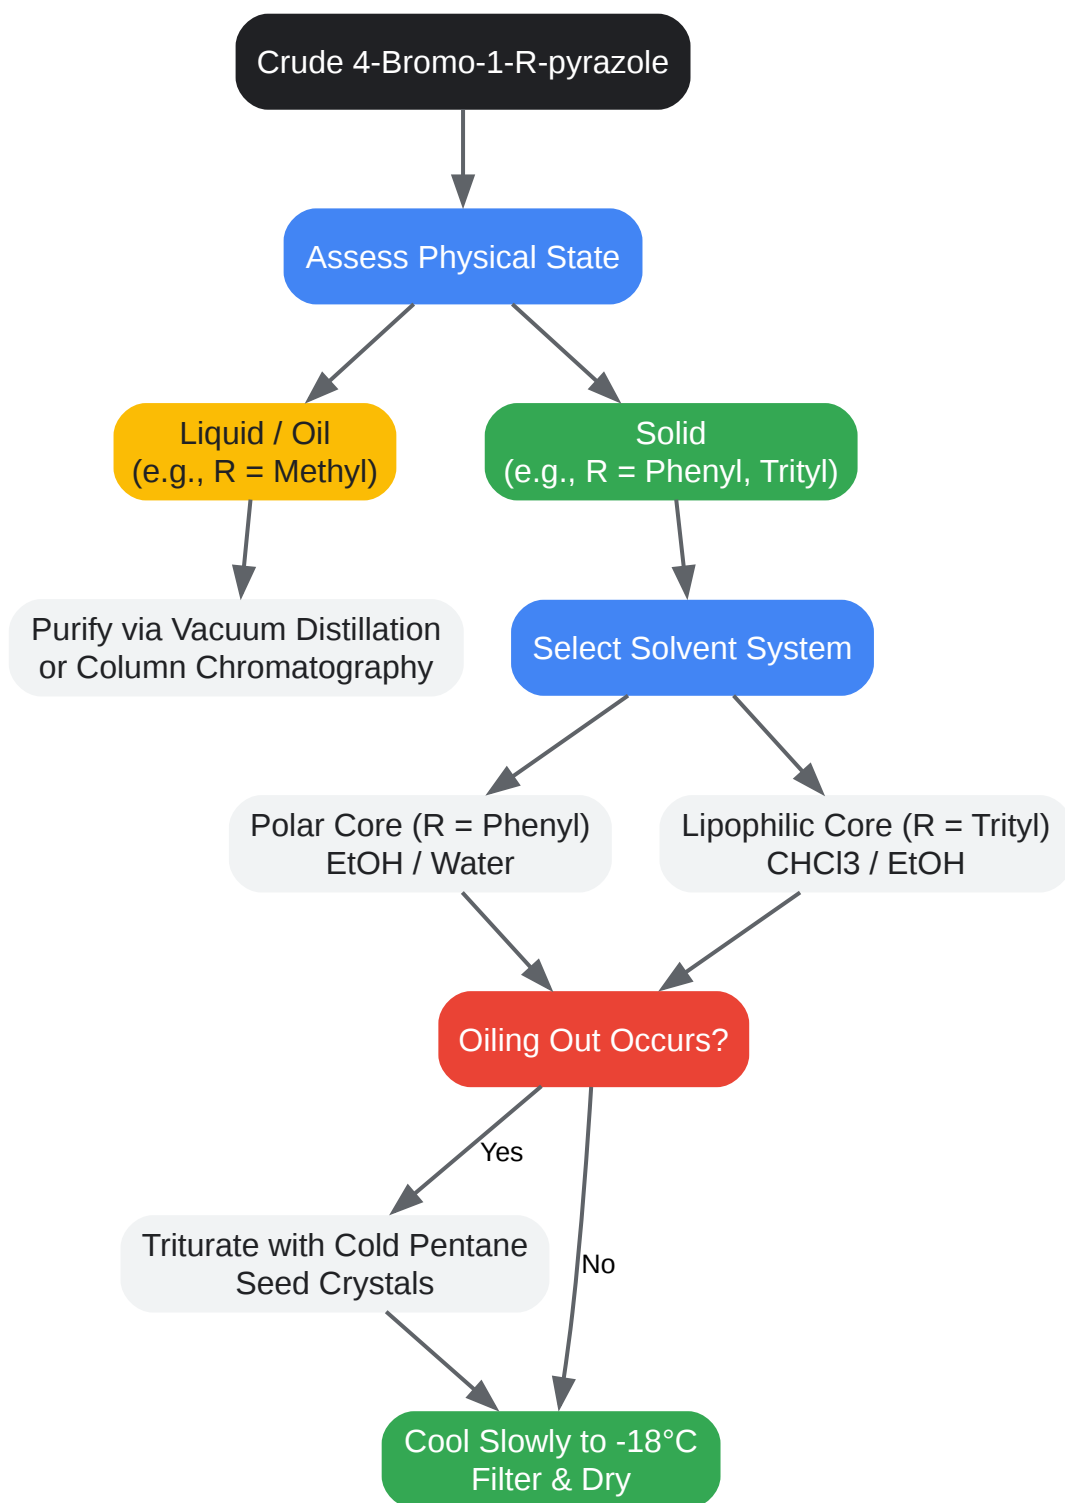 Crude 4-Bromo-1-R-pyrazole
Assess Physical State
Liquid / Oil
(e.g., R = Methyl)
Solid
(e.g., R = Phenyl, Trityl)
Purify via Vacuum Distillation
or Column Chromatography
Select Solvent System
Polar Core (R = Phenyl)
EtOH / Water
Lipophilic Core (R = Trityl)
CHCl3 / EtOH
Oiling Out Occurs?
Yes
Triturate with Cold Pentane
Seed Crystals
No
Cool Slowly to -18°C
Filter & Dry